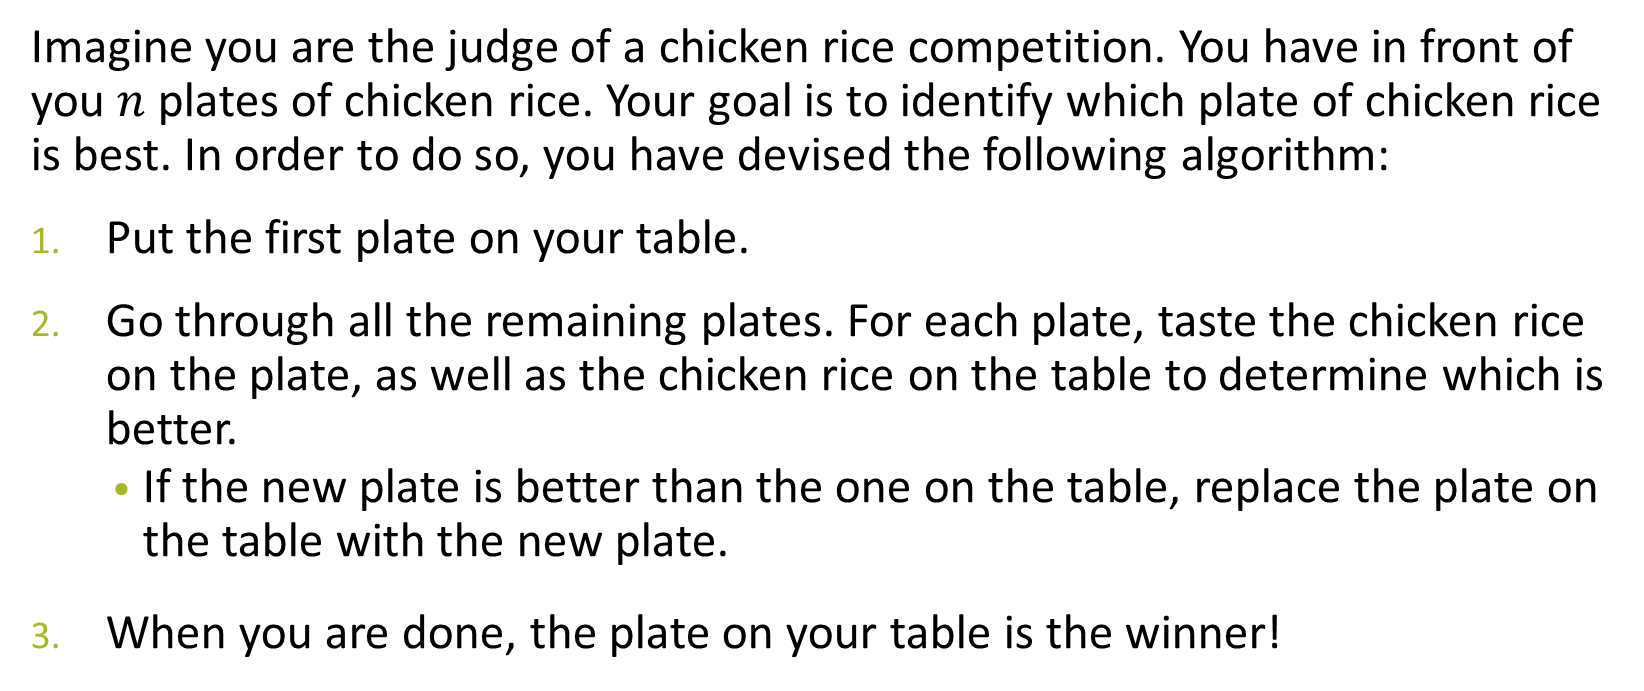 Imagine you are the judge of a chicken rice competition. You have in front of
you n plates of chicken rice. Your goal is to identify which plate of chicken rice
is best. In order to do so, you have devised the following algorithm:
1. Put the first plate on your table.
2. Go through all the remaining plates. For each plate, taste the chicken rice
on the plate, as well as the chicken rice on the table to determine which is
better.
• If the new plate is better than the one on the table, replace the plate on
the table with the new plate.
3. When you are done, the plate on your table is the winner!